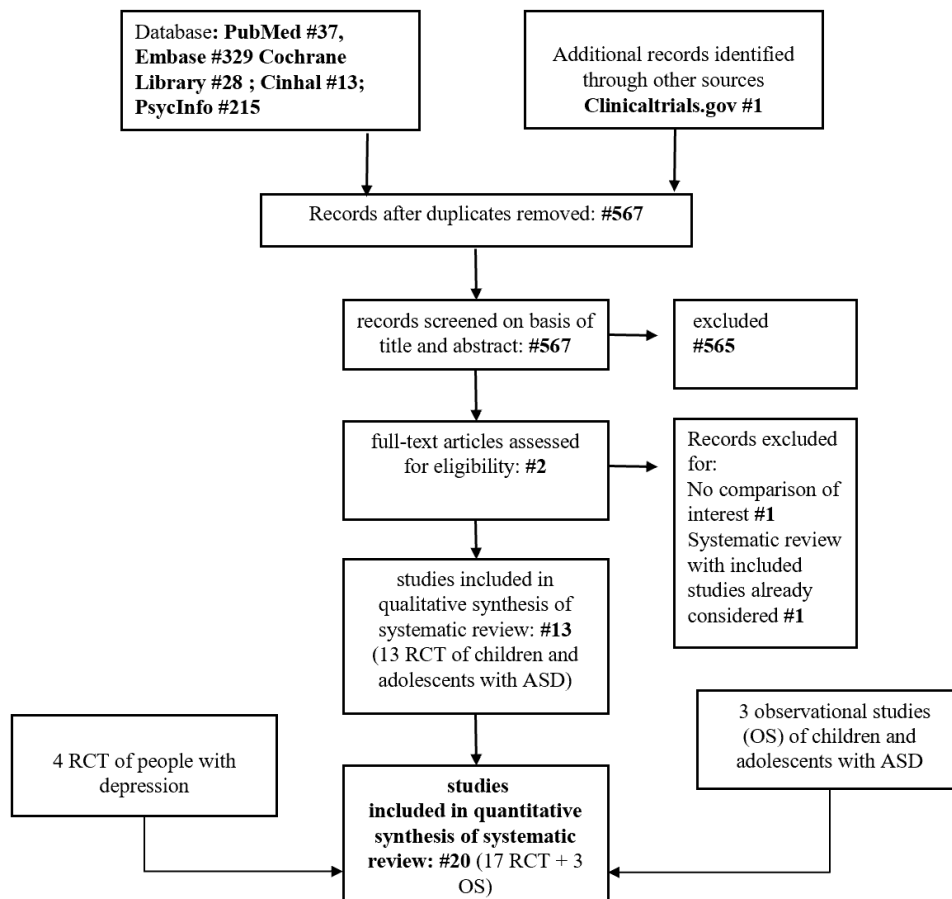 Database: PubMed #37,
Embase #329 Cochrane
Library #28 ; Cinhal #13;
PsycInfo #215
Additional records identified
through other sources
Clinicaltrials.gov #1
Records after duplicates removed: #567
records screened on basis of
title and abstract: #567
excluded
#565
full-text articles assessed
for eligibility: #2
Records excluded
for:
No comparison of
interest #1
Systematic review
with included
studies already
considered #1
studies included in
qualitative synthesis of
systematic review: #13
(13 RCT of children and
adolescents with ASD)
4 RCT of people with
depression
3 observational studies
(OS) of children and
adolescents with ASD
studies
included in quantitative
synthesis of systematic
review: #20 (17 RCT + 3
OS)